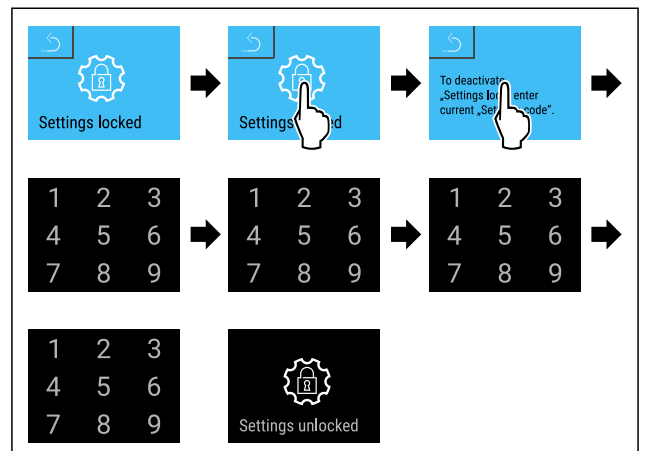 Settings locked
Settings ed
To deactivate
„Settings lo enter
current „Set code".
1 2 3
4 5 6
7 8 9
1 2 3
4 5 6
7 8 9
1 2 3
4 5 6
7 8 9
1 2 3
4 5 6
7 8 9
Settings unlocked